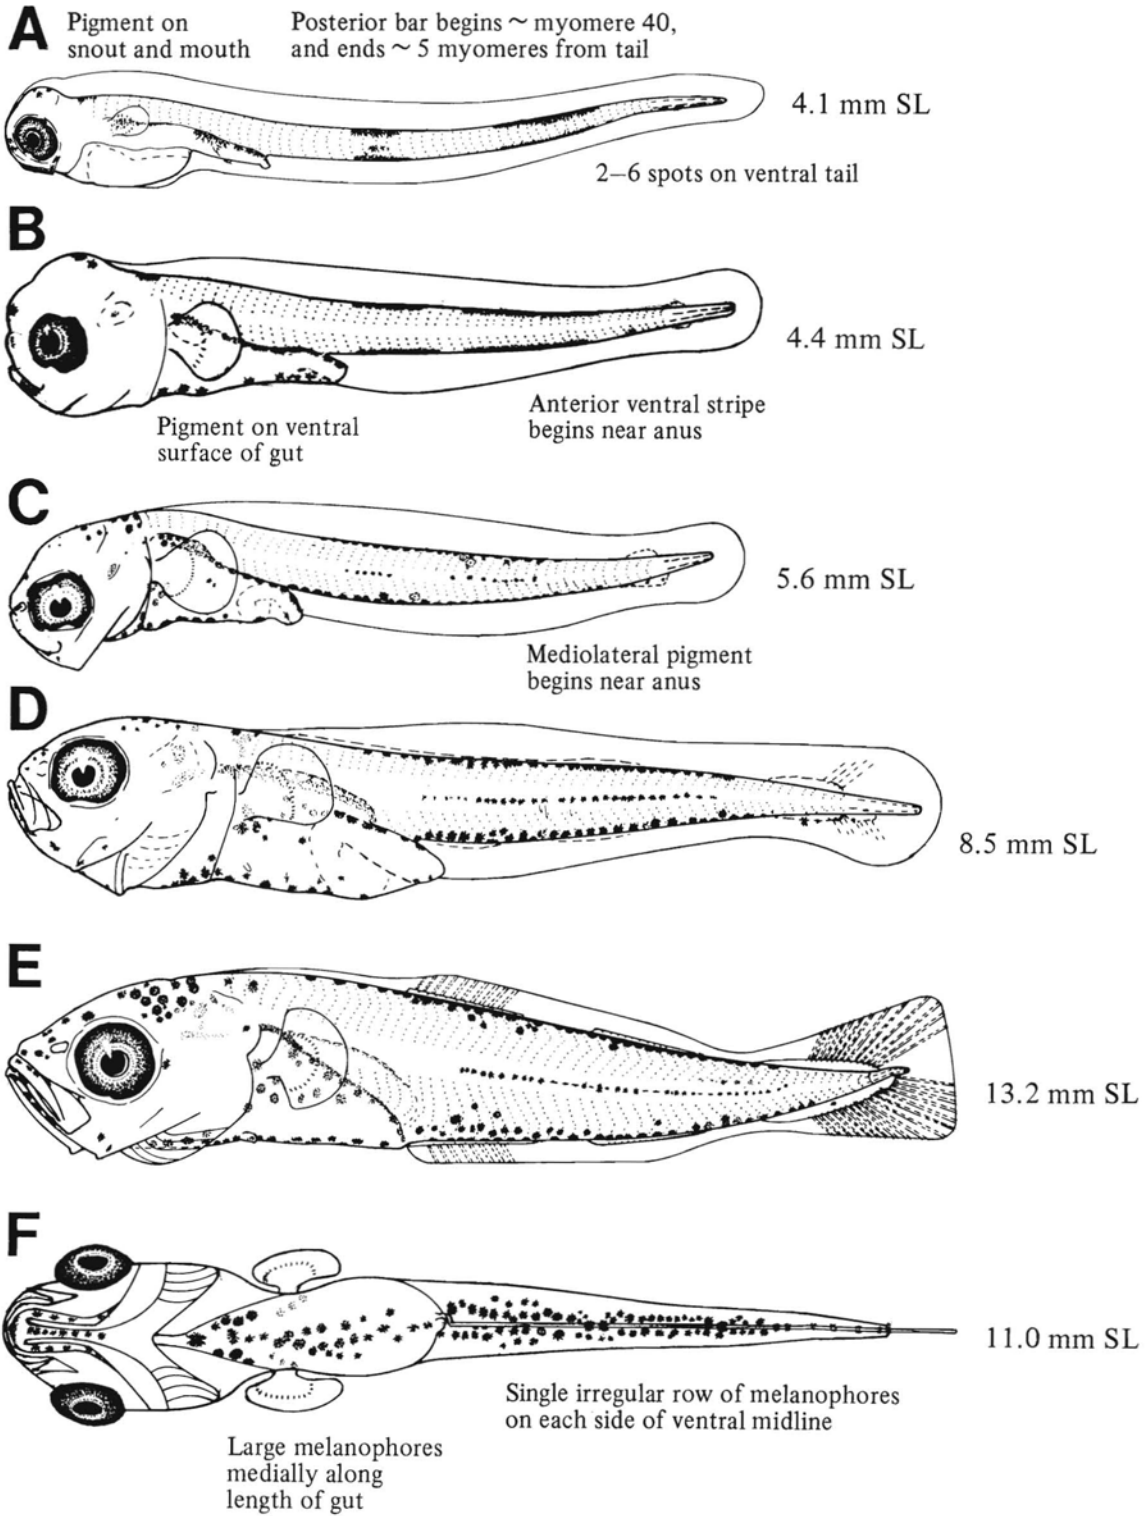 A
Pigment on
snout and mouth
Posterior bar begins ~ myomere 40,
and ends ~ 5 myomeres from tail
4.1 mm SL
2–6 spots on ventral tail
B
4.4 mm SL
Pigment on ventral
surface of gut
Anterior ventral stripe
begins near anus
C
5.6 mm SL
Mediolateral pigment
begins near anus
D
8.5 mm SL
E
13.2 mm SL
F
11.0 mm SL
Single irregular row of melanophores
on each side of ventral midline
Large melanophores
medially along
length of gut